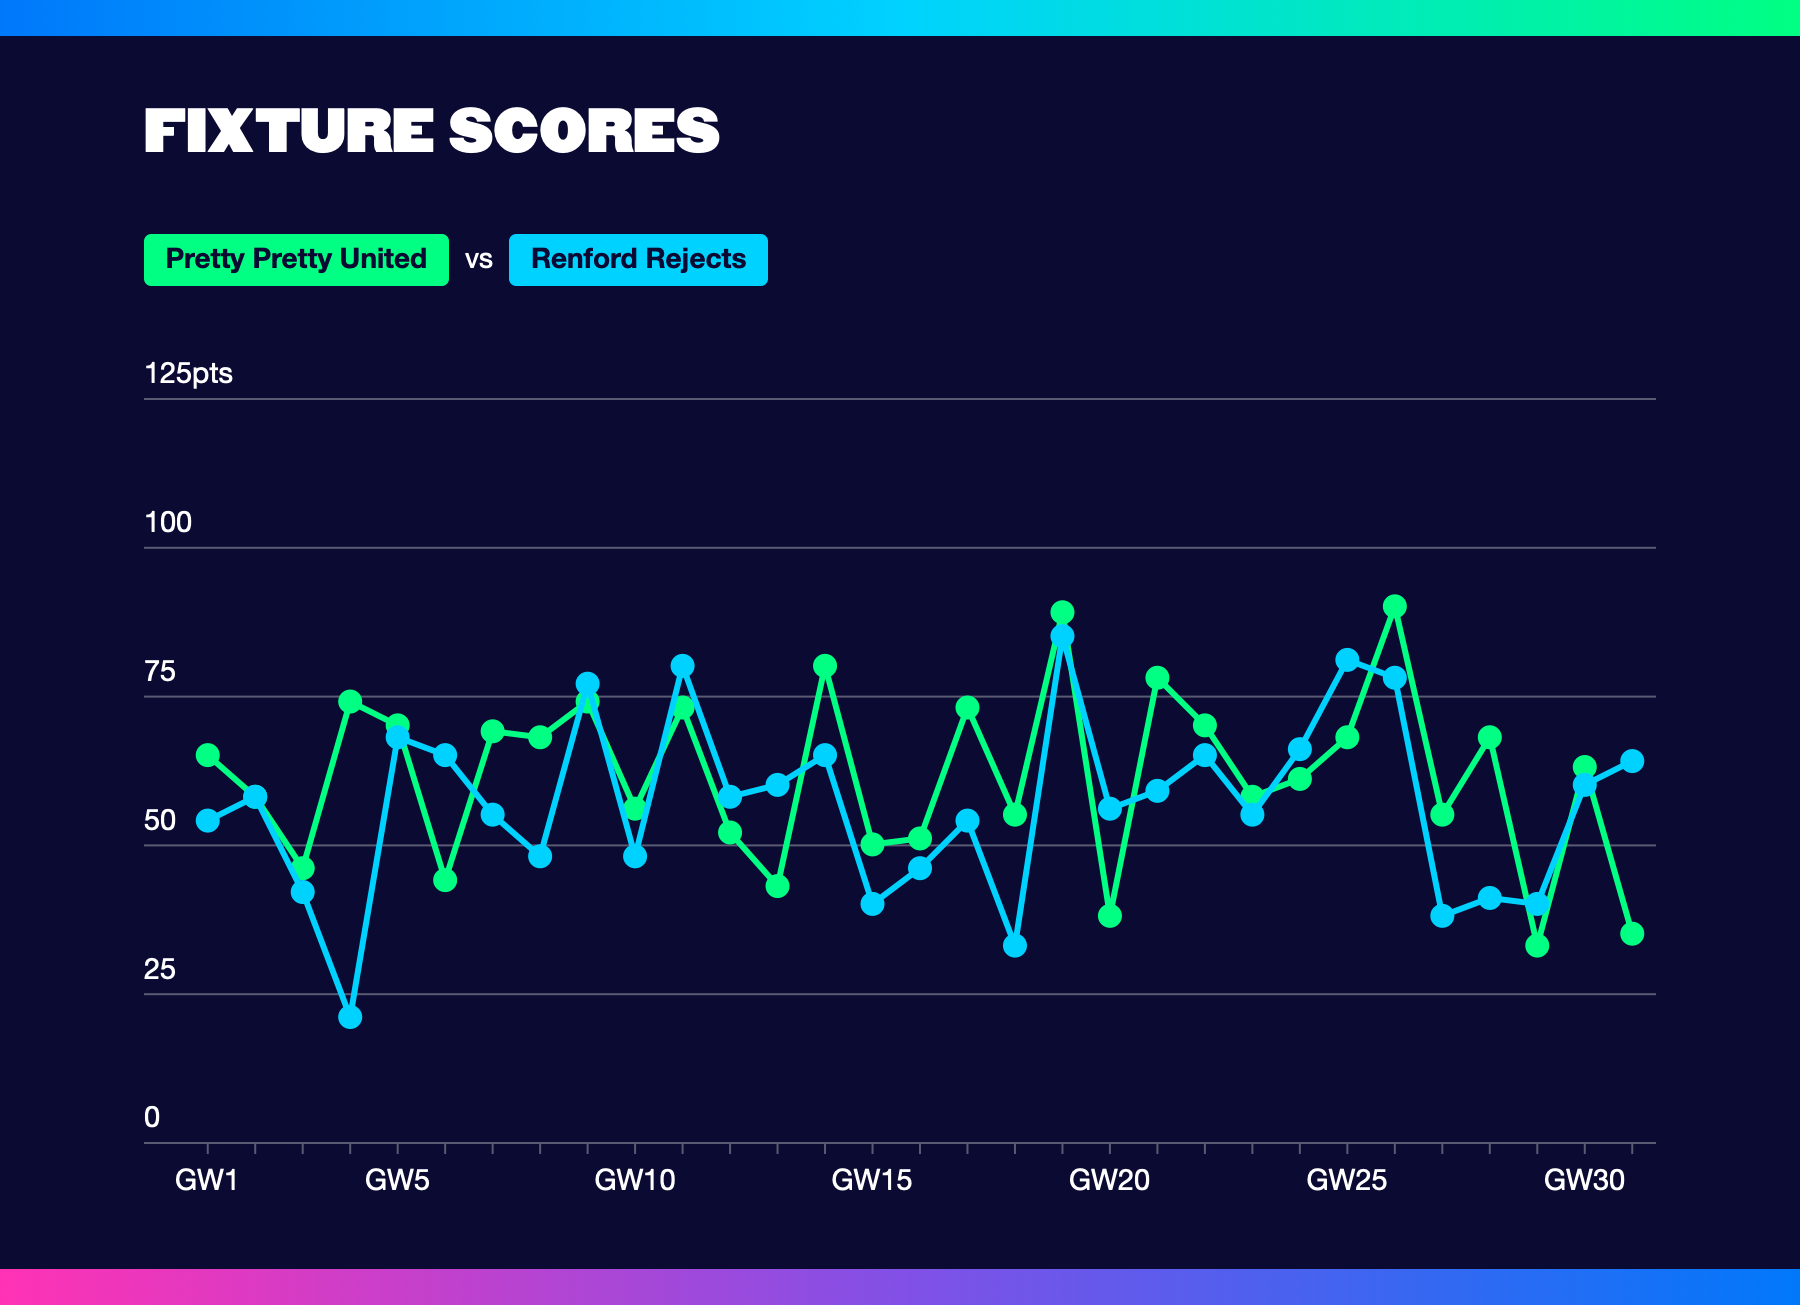 FIXTURE SCORES
Pretty Pretty United vs Renford Rejects
125pts
100
75
50
25
0
GW1 GW5 GW10 GW15 GW20 GW25 GW30